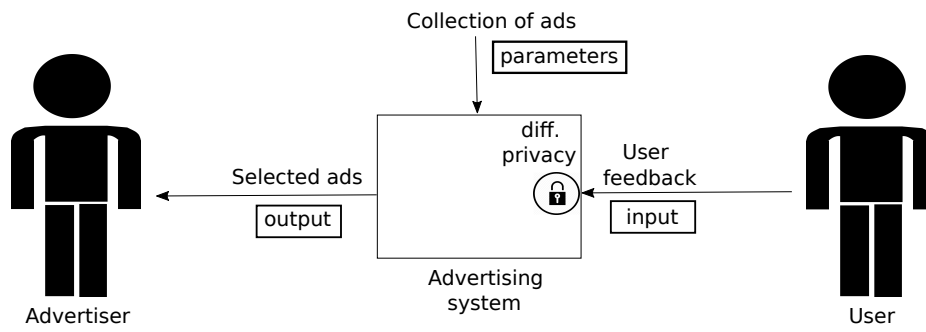 Collection of ads
parameters
diff.
privacy
User
feedback
input
Selected ads
output
Advertising
system
Advertiser
User